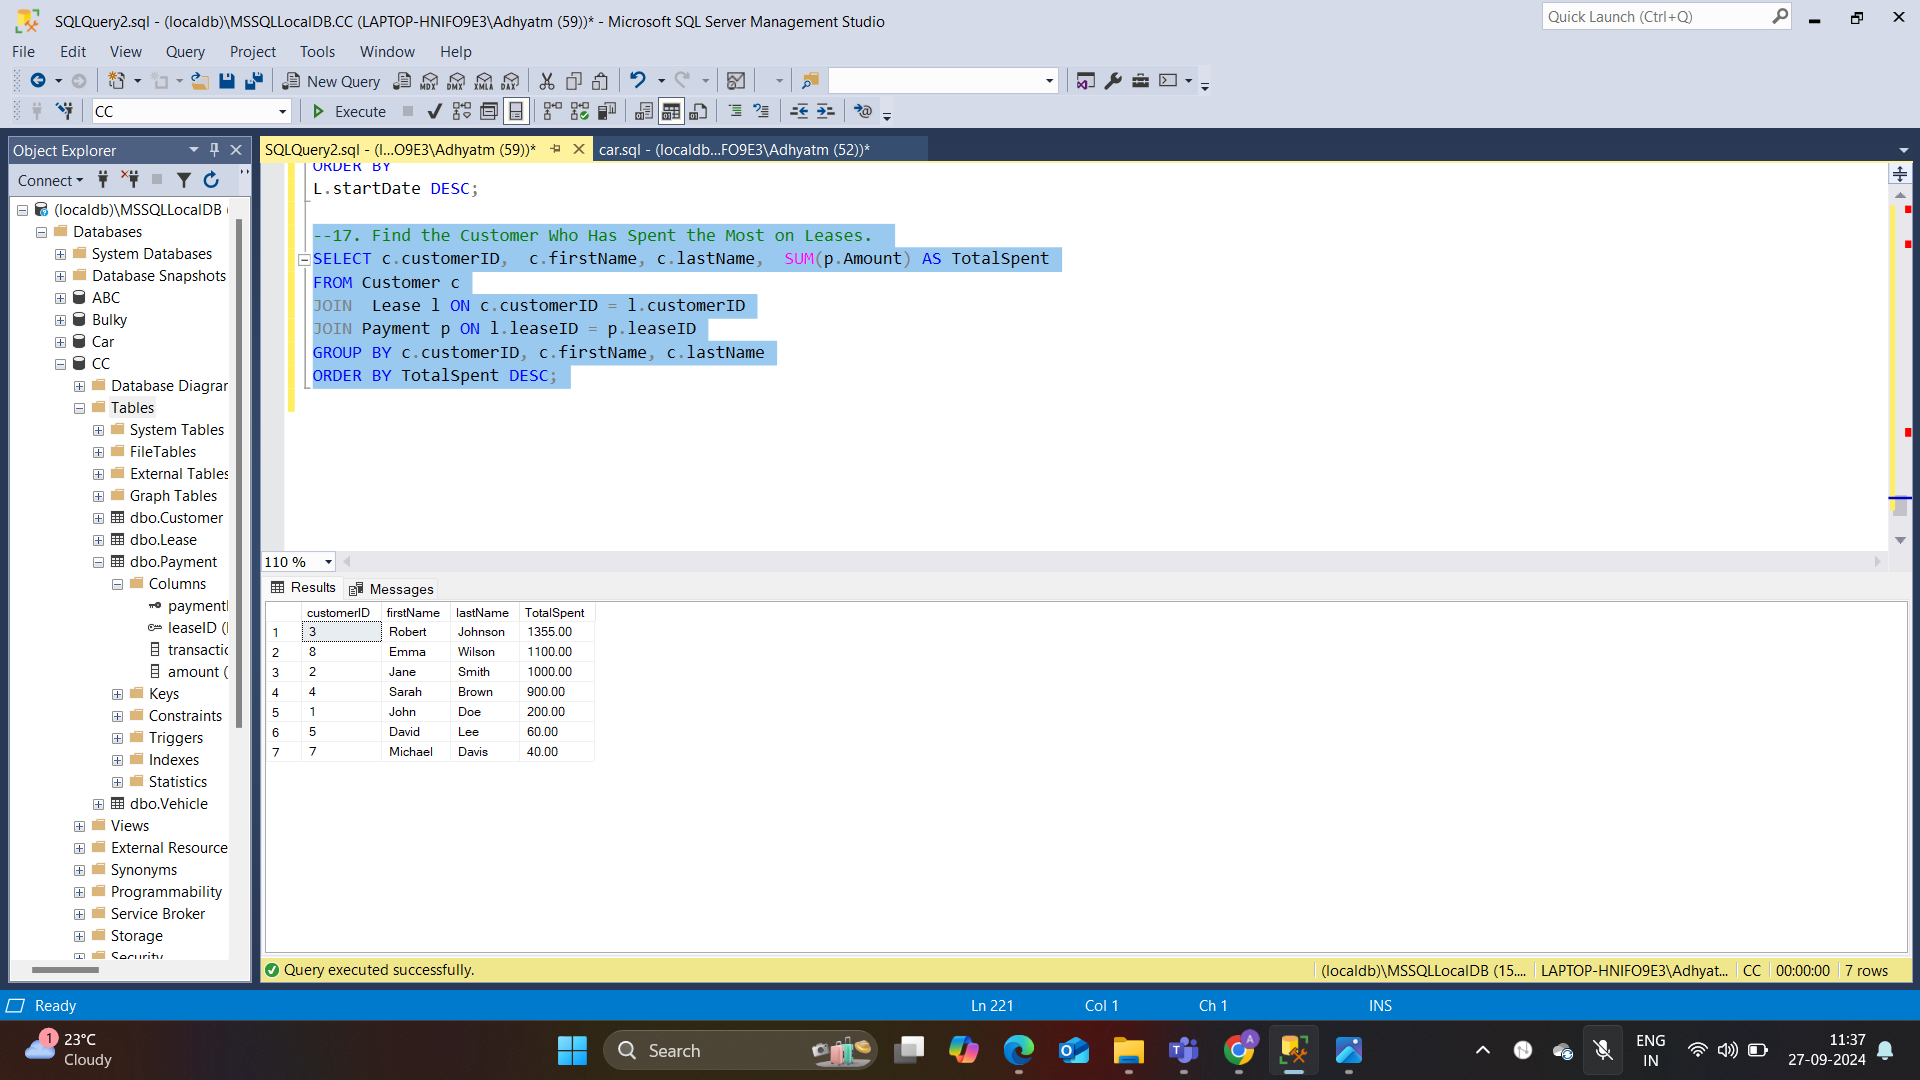 SQLQuery2.sql - (localdb)\MSSQLLocalDB.CC (LAPTOP-HNIFO9E3\Adhyatm (59))* - Microsoft SQL Server Management Studio
Quick Launch (Ctrl+Q)
File Edit View Query Project Tools Window Help
New Query MDX DMX XMLA DAX
CC Execute
Object Explorer
SQLQuery2.sql - (l...O9E3\Adhyatm (59))* car.sql - (localdb...FO9E3\Adhyatm (52))*
Connect
(localdb)\MSSQLLocalDB (
Databases
System Databases
Database Snapshots
ABC
Bulky
Car
CC
Database Diagrar
Tables
System Tables
FileTables
External Tables
Graph Tables
dbo.Customer
dbo.Lease
dbo.Payment
Columns
paymentI
leaseID (I
transactic
amount (
Keys
Constraints
Triggers
Indexes
Statistics
dbo.Vehicle
Views
External Resource
Synonyms
Programmability
Service Broker
Storage
Security
ORDER BY
L.startDate DESC;
--17. Find the Customer Who Has Spent the Most on Leases.
SELECT c.customerID,  c.firstName, c.lastName,  SUM(p.Amount) AS TotalSpent
FROM Customer c
JOIN  Lease l ON c.customerID = l.customerID
JOIN Payment p ON l.leaseID = p.leaseID
GROUP BY c.customerID, c.firstName, c.lastName
ORDER BY TotalSpent DESC;
110 %
Results Messages
customerID firstName lastName TotalSpent
1 3 Robert Johnson 1355.00
2 8 Emma Wilson 1100.00
3 2 Jane Smith 1000.00
4 4 Sarah Brown 900.00
5 1 John Doe 200.00
6 5 David Lee 60.00
7 7 Michael Davis 40.00
Query executed successfully. (localdb)\MSSQLLocalDB (15.... LAPTOP-HNIFO9E3\Adhyat... CC 00:00:00 7 rows
Ready Ln 221 Col 1 Ch 1 INS
1 23°C
Cloudy
Search
A
ENG
IN
11:37
27-09-2024